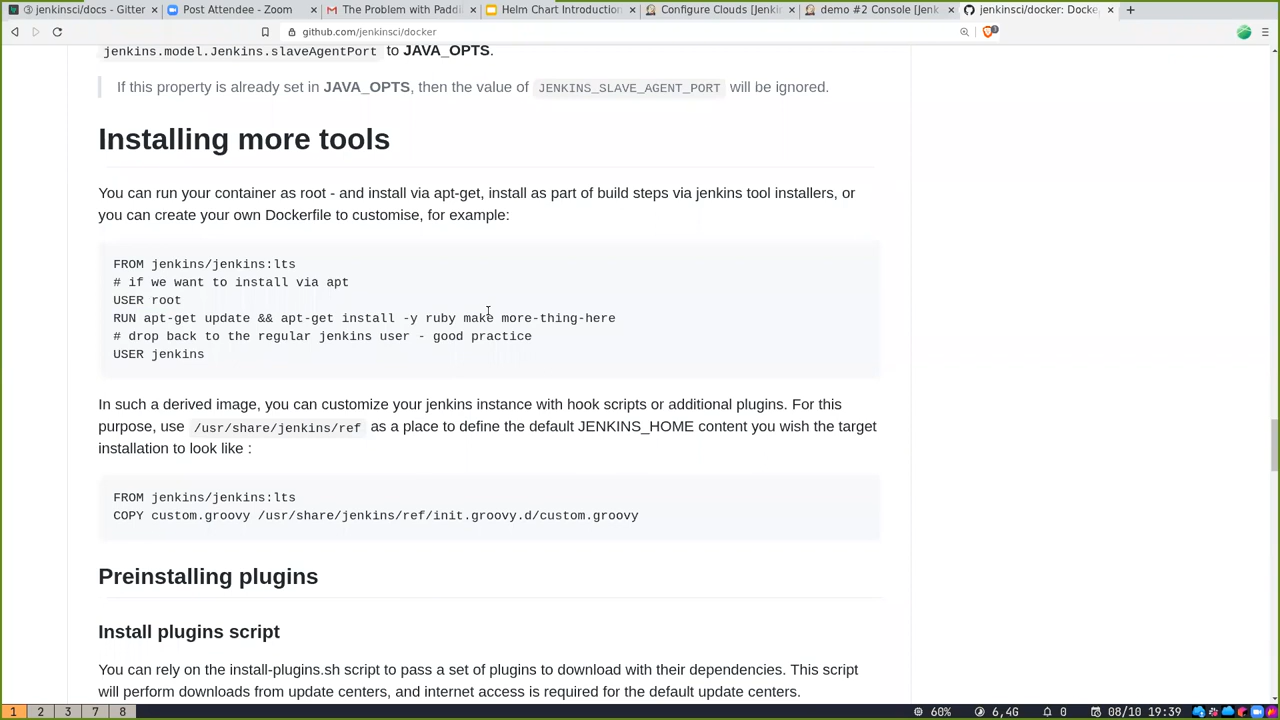 ③ jenkinsci/docs - Gitter
Post Attendee - Zoom
The Problem with Paddi
Helm Chart Introduction
Configure Clouds [Jenkin
demo #2 Console [Jenk
jenkinsci/docker: Docke
github.com/jenkinsci/docker
jenkins.model.Jenkins.slaveAgentPort to JAVA_OPTS.
If this property is already set in JAVA_OPTS, then the value of JENKINS_SLAVE_AGENT_PORT will be ignored.
Installing more tools
You can run your container as root - and install via apt-get, install as part of build steps via jenkins tool installers, or
you can create your own Dockerfile to customise, for example:
FROM jenkins/jenkins:lts
# if we want to install via apt
USER root
RUN apt-get update && apt-get install -y ruby make more-thing-here
# drop back to the regular jenkins user - good practice
USER jenkins
In such a derived image, you can customize your jenkins instance with hook scripts or additional plugins. For this
purpose, use /usr/share/jenkins/ref as a place to define the default JENKINS_HOME content you wish the target
installation to look like :
FROM jenkins/jenkins:lts
COPY custom.groovy /usr/share/jenkins/ref/init.groovy.d/custom.groovy
Preinstalling plugins
Install plugins script
You can rely on the install-plugins.sh script to pass a set of plugins to download with their dependencies. This script
will perform downloads from update centers, and internet access is required for the default update centers.
1 2 3 7 8 60% 6,4G 0 08/10 19:39